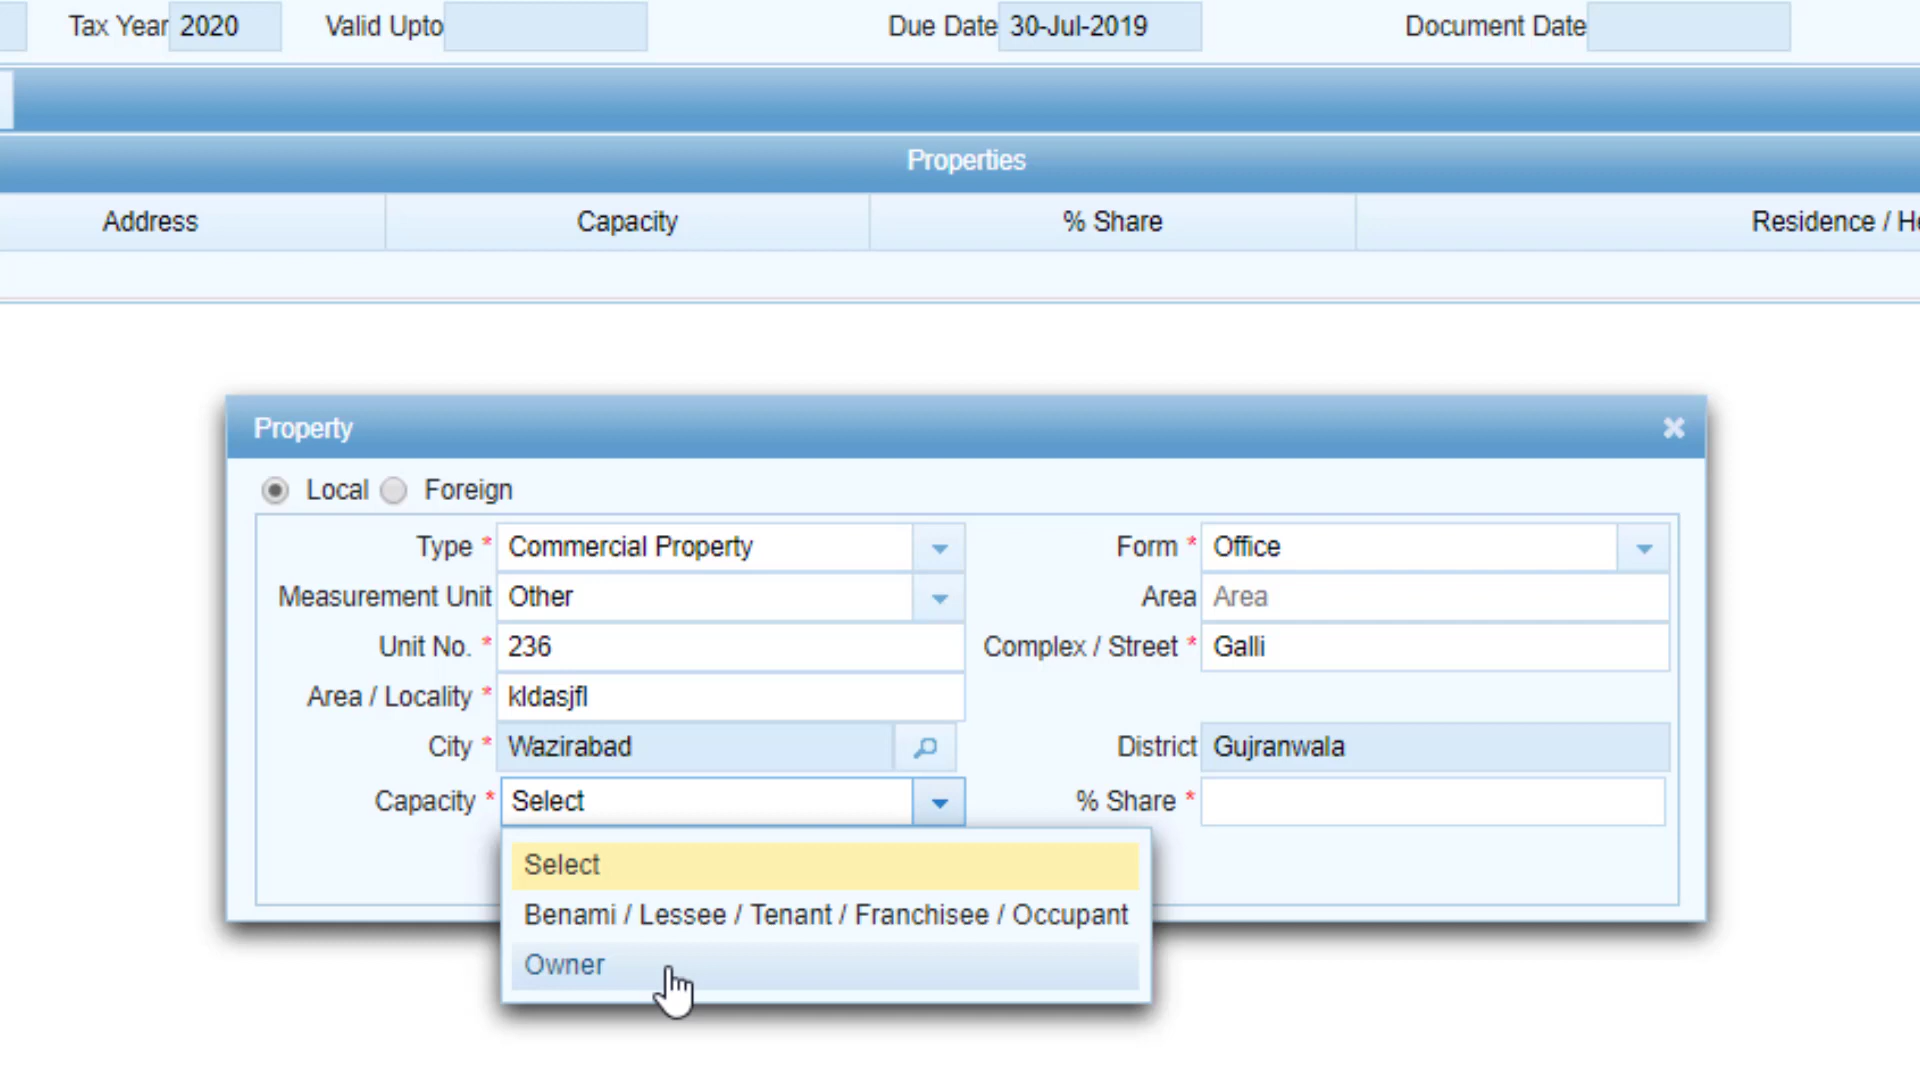 Tax Year 2020 Valid Upto Due Date 30-Jul-2019 Document Date
Properties
Address Capacity % Share Residence / H
Property
Local Foreign
Type * Commercial Property Form * Office
Measurement Unit Other Area Area
Unit No. * 236 Complex / Street * Galli
Area / Locality * kldasjfl
City * Wazirabad District Gujranwala
Capacity * Select % Share *
Select
Benami / Lessee / Tenant / Franchisee / Occupant
Owner